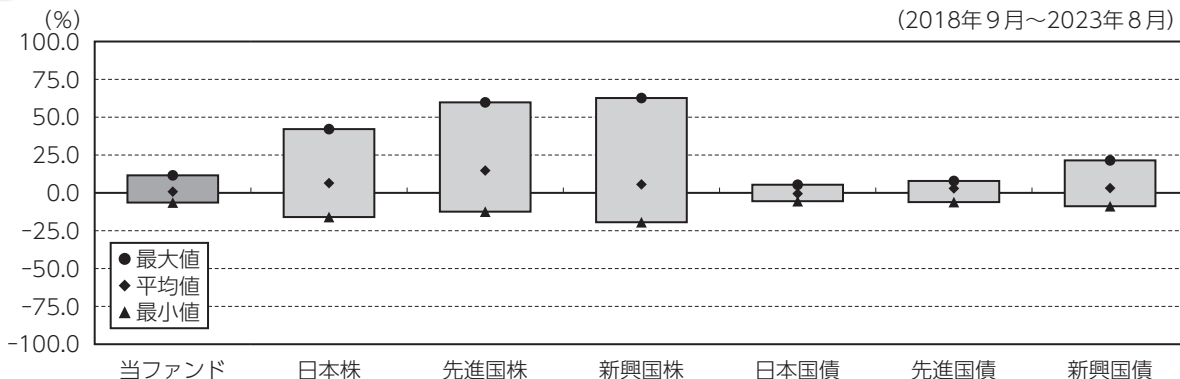 (%)
(2018年9月～2023年8月)
100.0
75.0
50.0
25.0
0.0
-25.0
-50.0
-75.0
-100.0
●最大値
◆平均値
▲最小値
当ファンド 日本株 先進国株 新興国株 日本国債 先進国債 新興国債